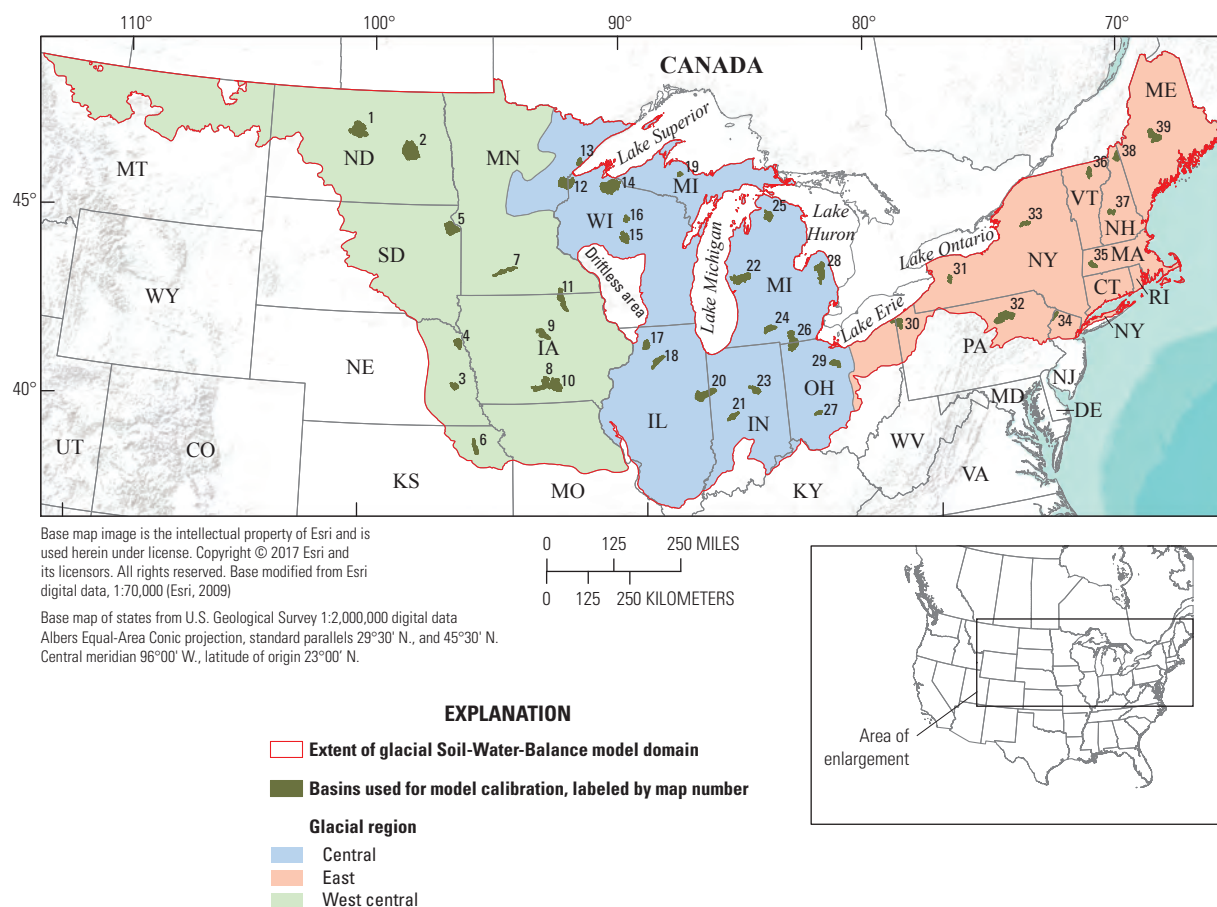 110°
100°
90°
80°
70°
CANADA
ME
39
1
2
ND
MN
13
Lake Superior
19
36
38
MT
12
14
MI
VT
45°
WI
16
15
25
Lake
Huron
37
NH
33
5
SD
Lake Ontario
NY
35
MA
7
Driftless area
Lake Michigan
22
28
MI
31
CT
RI
WY
11
Lake Erie
30
32
34
NY
4
9
IA
24
26
17
18
PA
NE
8
10
29
OH
40°
3
20
23
NJ
MD
21
27
DE
IL
IN
UT
CO
6
WV
VA
KS
MO
KY
Base map image is the intellectual property of Esri and is
used herein under license. Copyright © 2017 Esri and
its licensors. All rights reserved. Base modified from Esri
digital data, 1:70,000 (Esri, 2009)
Base map of states from U.S. Geological Survey 1:2,000,000 digital data
Albers Equal-Area Conic projection, standard parallels 29°30' N., and 45°30' N.
Central meridian 96°00' W., latitude of origin 23°00' N.
0 125 250 MILES
0 125 250 KILOMETERS
Area of
enlargement
EXPLANATION
Extent of glacial Soil-Water-Balance model domain
Basins used for model calibration, labeled by map number
Glacial region
Central
East
West central